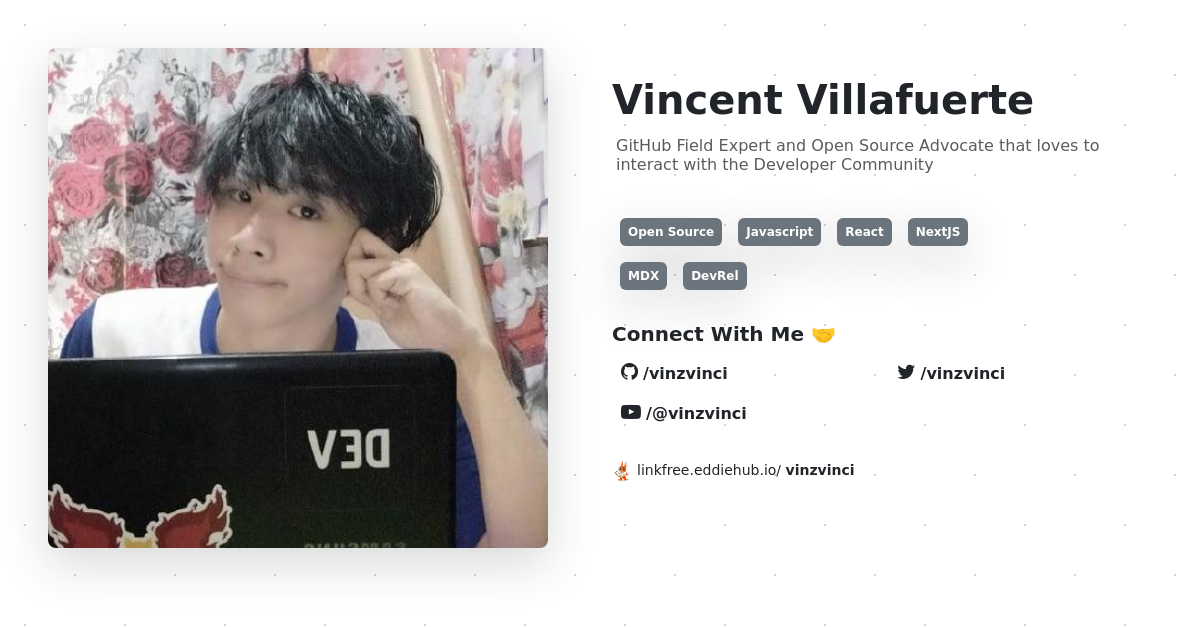 Vincent Villafuerte
GitHub Field Expert and Open Source Advocate that loves to
interact with the Developer Community
Open Source Javascript React NextJS
MDX DevRel
Connect With Me 🤝
/vinzvinci /vinzvinci
/@vinzvinci
linkfree.eddiehub.io/ vinzvinci
DEV